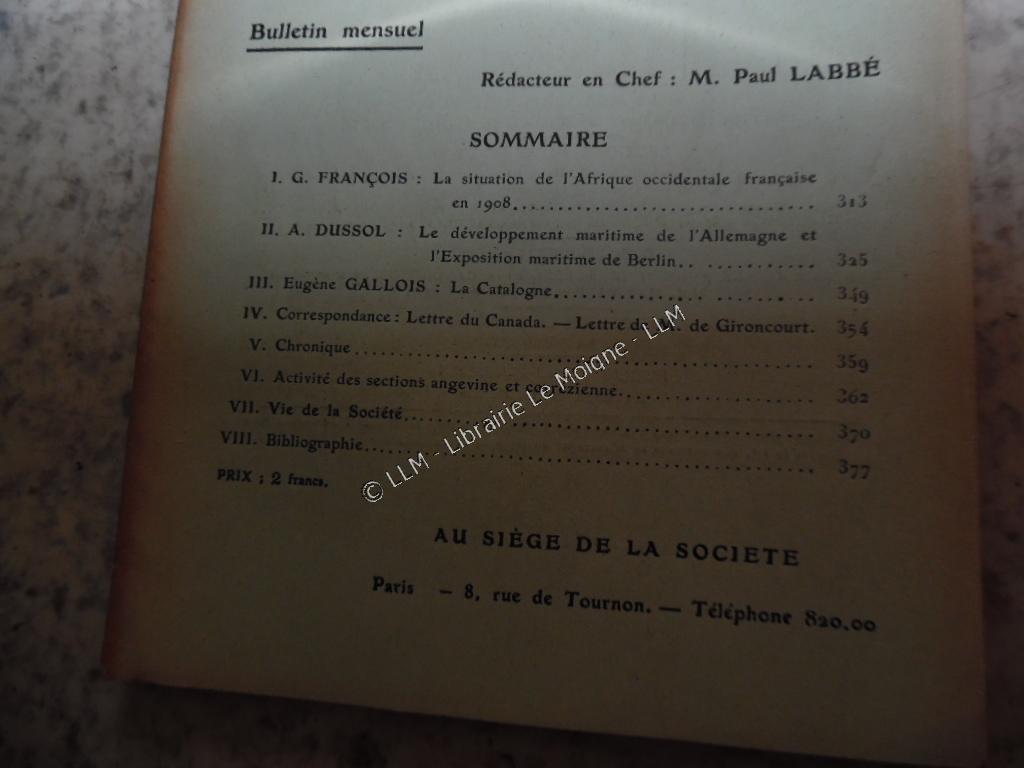 Bulletin mensuel
Rédacteur en Chef : M. Paul LABBÉ
SOMMAIRE
I. G. FRANÇOIS : La situation de l'Afrique occidentale française
en 1908................................ 313
II. A. DUSSOL : Le développement maritime de l'Allemagne et
l'Exposition maritime de Berlin.. ........... 325
III. Eugène GALLOIS : La Catalogne................. .......... 349
IV. Correspondance : Lettre du Canada. — Lettre de Gironcourt. 354
V. Chronique................................................ 359
VI. Activité des sections angevine et corrézienne.................... 362
VII. Vie de la Société........................................... 370
VIII. Bibliographie............................................... 377
PRIX : 2 francs.
© LLM - Librairie Le Moigne - LLM
AU SIÈGE DE LA SOCIETE
Paris — 8, rue de Tournon. — Téléphone 820.00